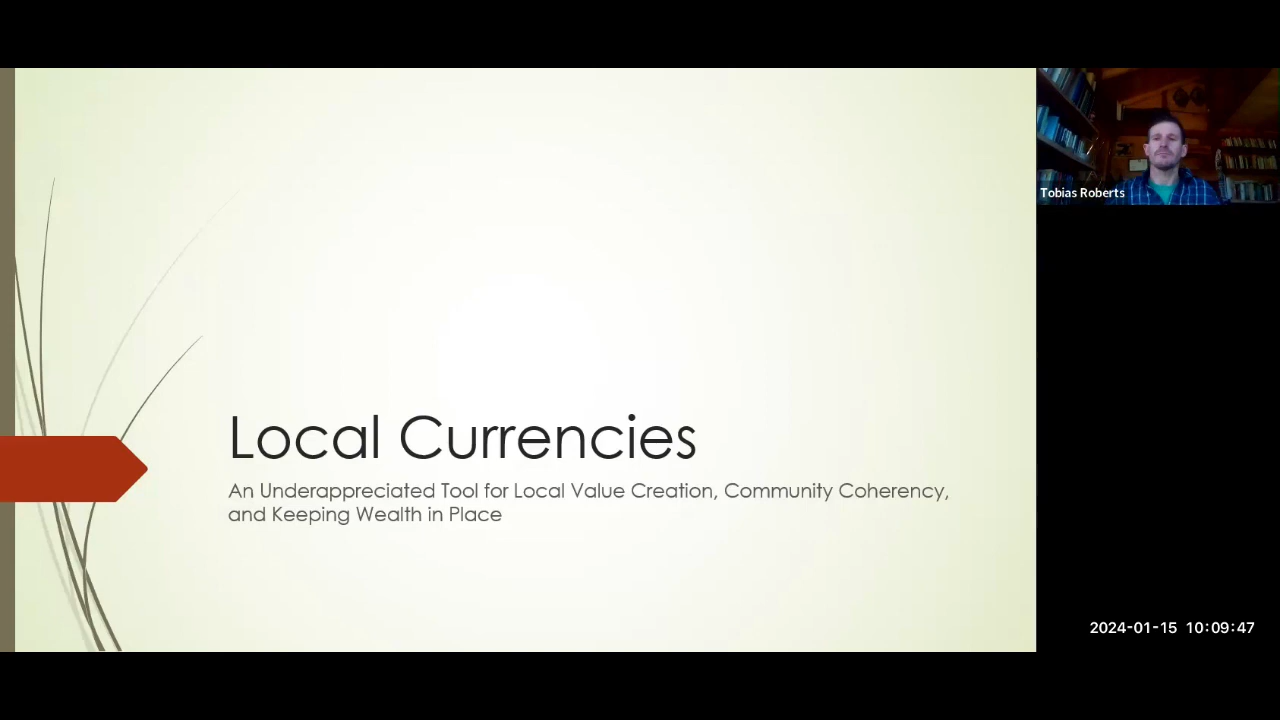 Local Currencies
An Underappreciated Tool for Local Value Creation, Community Coherency,
and Keeping Wealth in Place
Tobias Roberts
2024-01-15 10:09:47